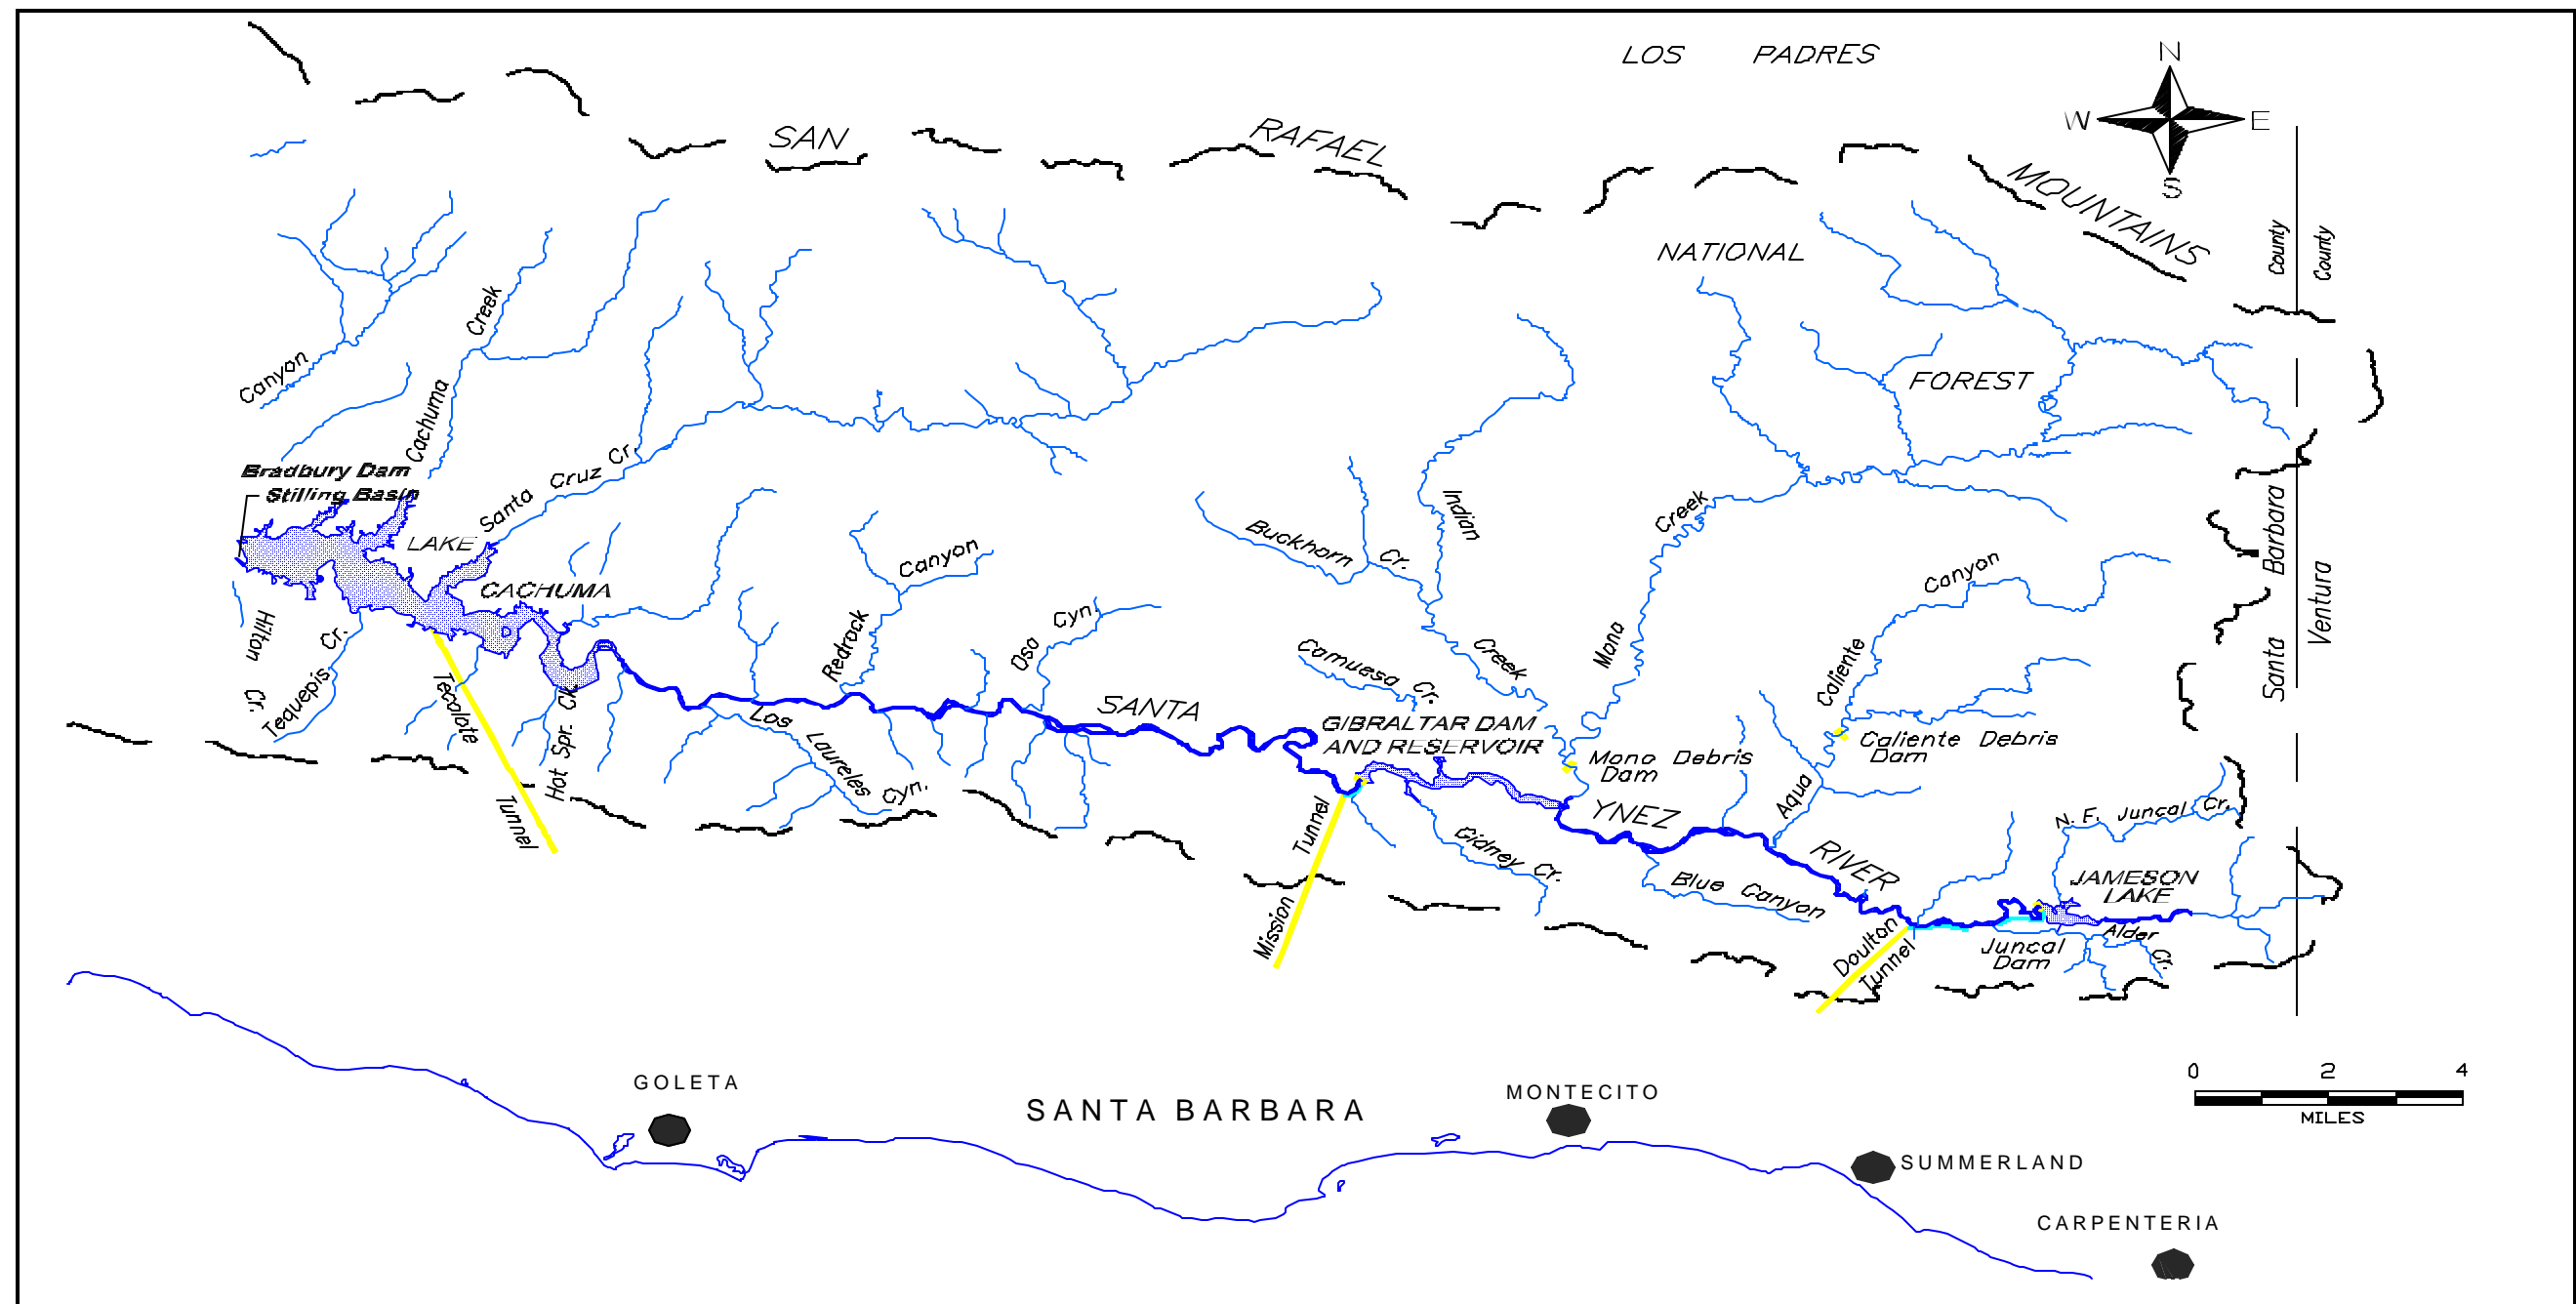 LOS PADRES
N
W E
S
SAN
RAFAEL
MOUNTAINS
NATIONAL
FOREST
County
County
Santa Barbara
Ventura
Canyon
Cachuma Creek
Bradbury Dam
Stilling Basin
Santa Cruz Cr.
LAKE
CACHUMA
Hilton Cr.
Tequepis Cr.
Tecolote Tunnel
Hot Spr. Ck.
Redrock Canyon
Los Laureles Cyn.
Oso Cyn.
SANTA
YNEZ
RIVER
Buckhorn Cr.
Indian Creek
Camuesa Cr.
Mona Creek
GIBRALTAR DAM
AND RESERVOIR
Mono Debris
Dam
Mission Tunnel
Gidney Cr.
Blue Canyon
Aqua Caliente Canyon
Caliente Debris
Dam
N. F. Juncal Cr.
JAMESON
LAKE
Alder Cr.
Juncal
Dam
Doulton
Tunnel
0 2 4
MILES
GOLETA
SANTA BARBARA
MONTECITO
SUMMERLAND
CARPENTERIA